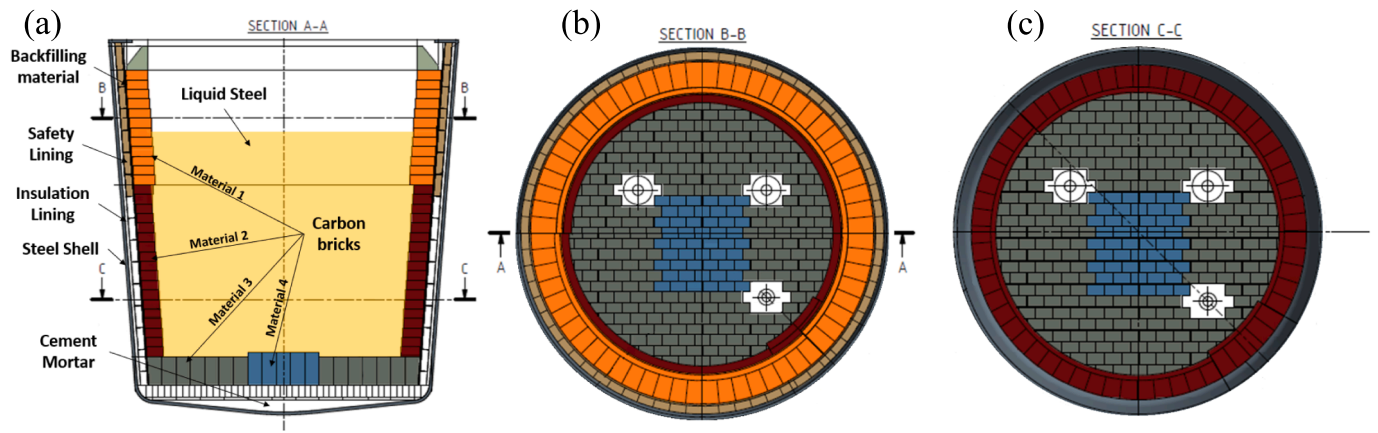 (a)
SECTION A-A
Backfilling
material
B
B
Liquid Steel
Safety
Lining
Material 1
Insulation
Lining
Carbon
bricks
Material 2
Steel Shell
C
C
Material 3
Material 4
Cement
Mortar
(b)
SECTION B-B
A
A
(c)
SECTION C-C